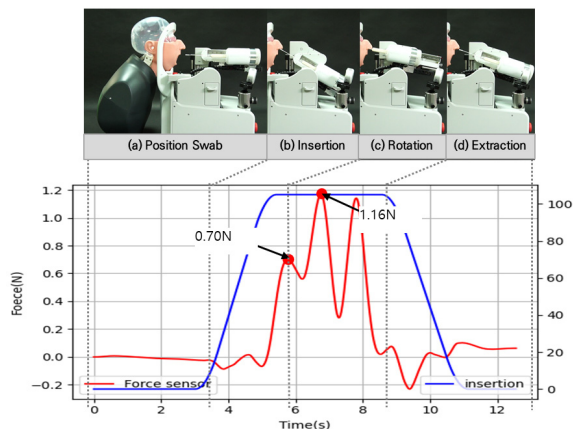 (a) Position Swab
(b) Insertion
(c) Rotation
(d) Extraction
1.2
1.0
0.8
0.6
0.4
0.2
0.0
−0.2
Foece(N)
100
80
60
40
20
0
0.70N
1.16N
Force sensor
insertion
0
2
4
6
8
10
12
Time(s)